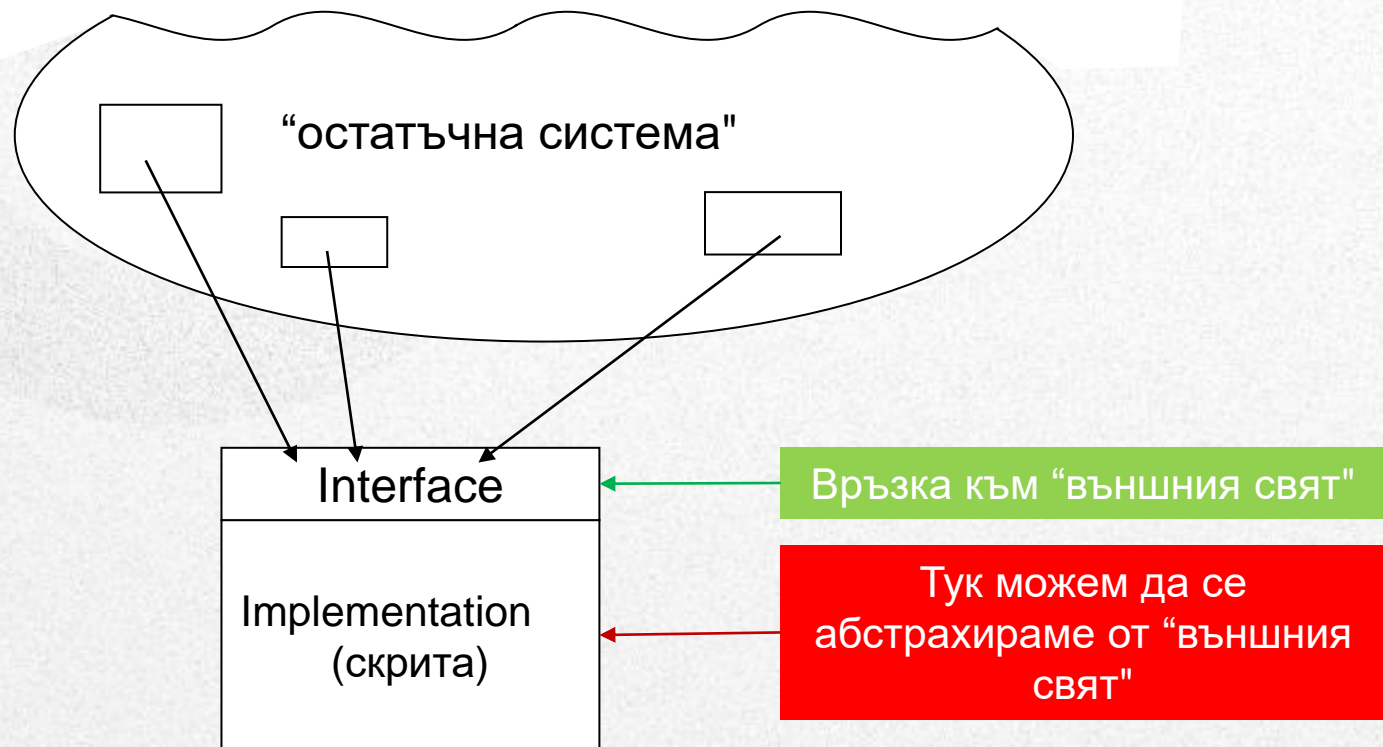 “остатъчна система"
Interface
Връзка към “външния свят"
Implementation
(скрита)
Тук можем да се
абстрахираме от “външния
свят"